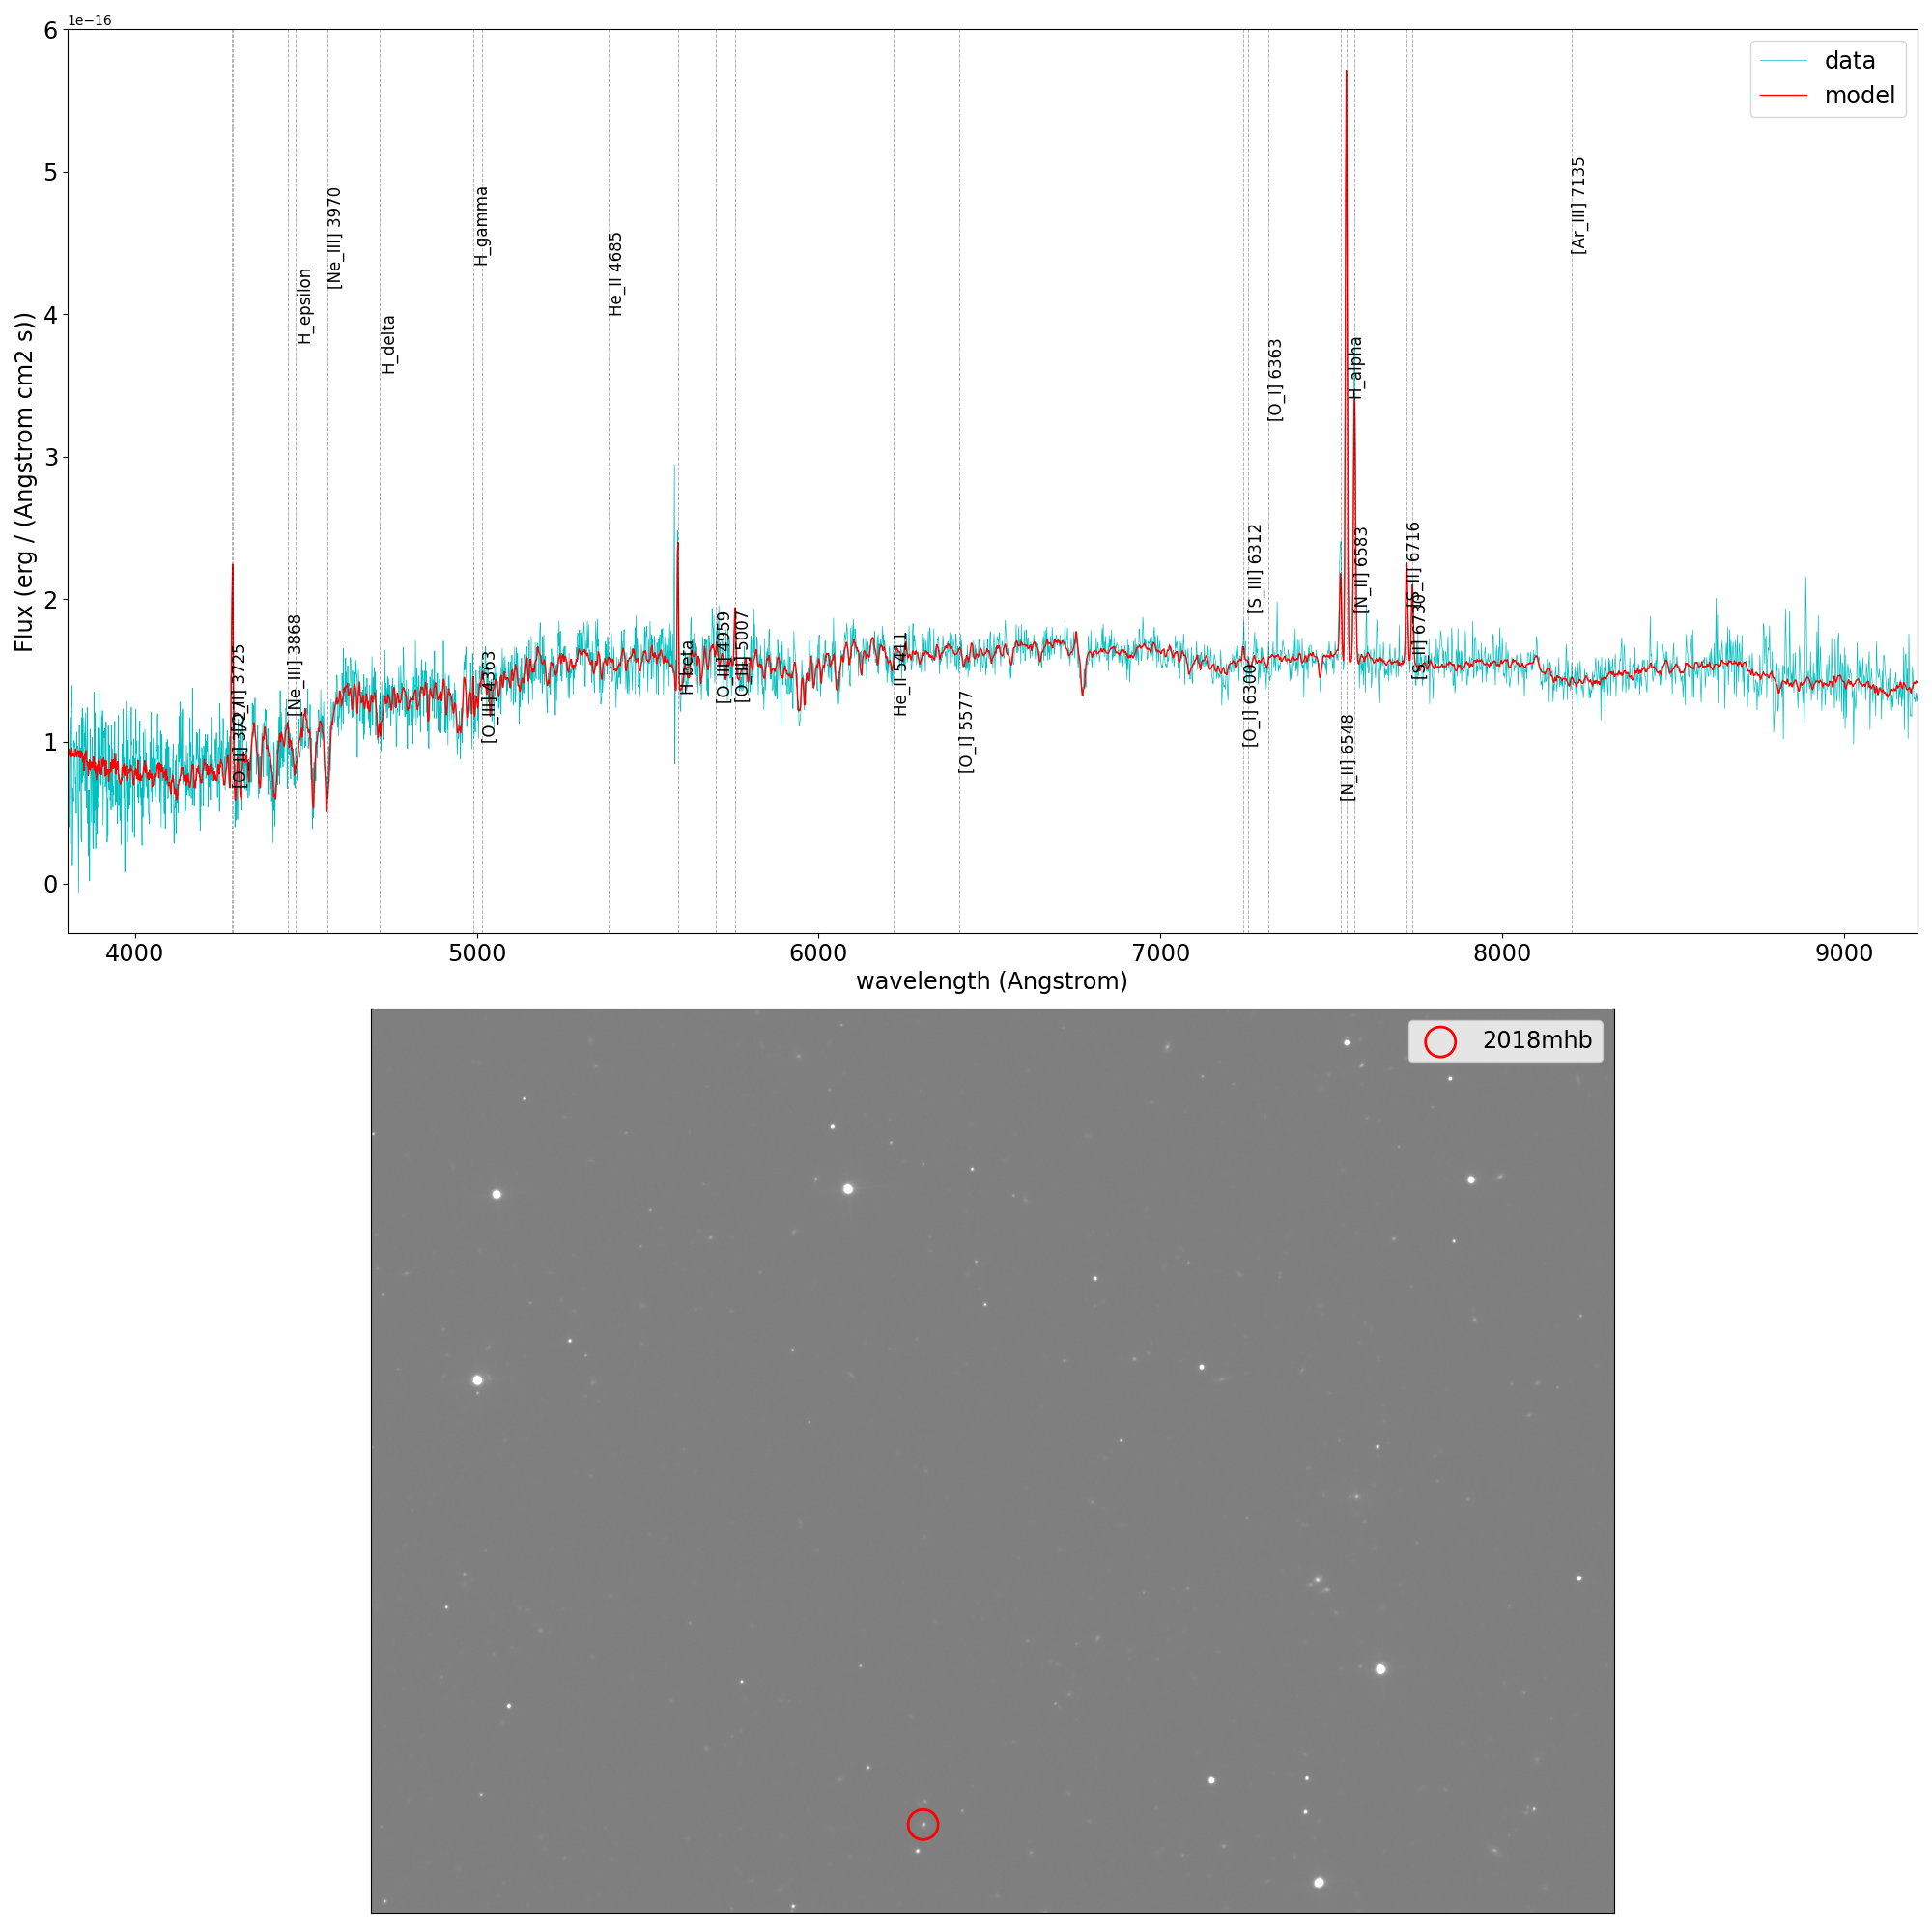 1e−16
6
5
4
3
2
1
0
Flux (erg / (Angstrom cm2 s))
data
model
[O_II] 3725
[Ne_III] 3868
H_epsilon
[Ne_III] 3970
H_delta
H_gamma
[O_III] 4363
He_II 4685
H_beta
[O_III] 4959
[O_III] 5007
He_II 5411
[O_I] 5577
[O_I] 6300
[S_III] 6312
[O_I] 6363
[N_II] 6548
H_alpha
[N_II] 6583
[S_II] 6716
[S_II] 6730
[Ar_III] 7135
4000 5000 6000 7000 8000 9000
wavelength (Angstrom)
2018mhb